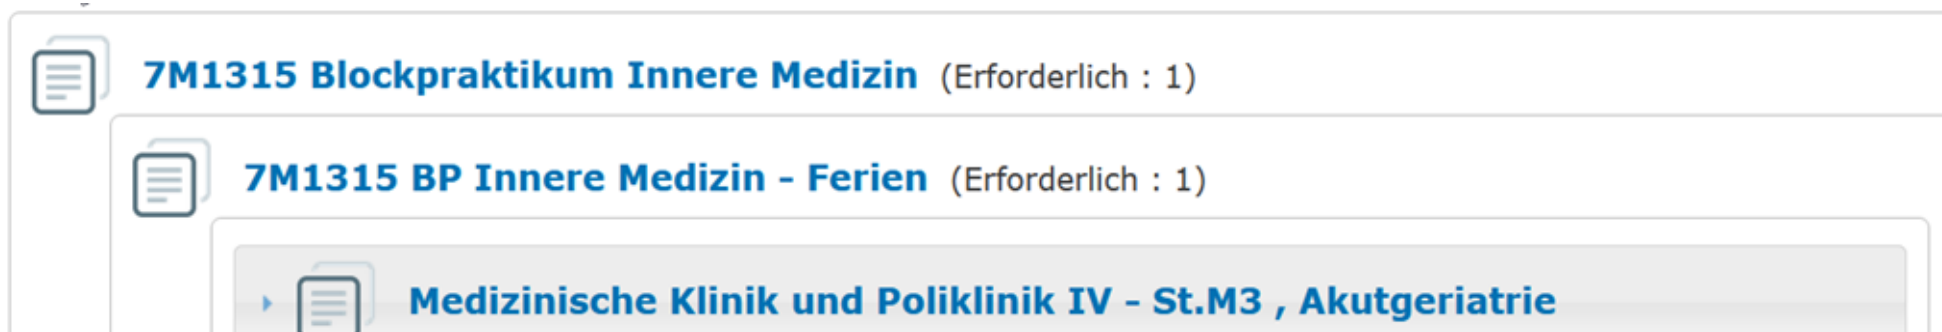 7M1315 Blockpraktikum Innere Medizin (Erforderlich : 1)
7M1315 BP Innere Medizin - Ferien (Erforderlich : 1)
Medizinische Klinik und Poliklinik IV - St.M3 , Akutgeriatrie